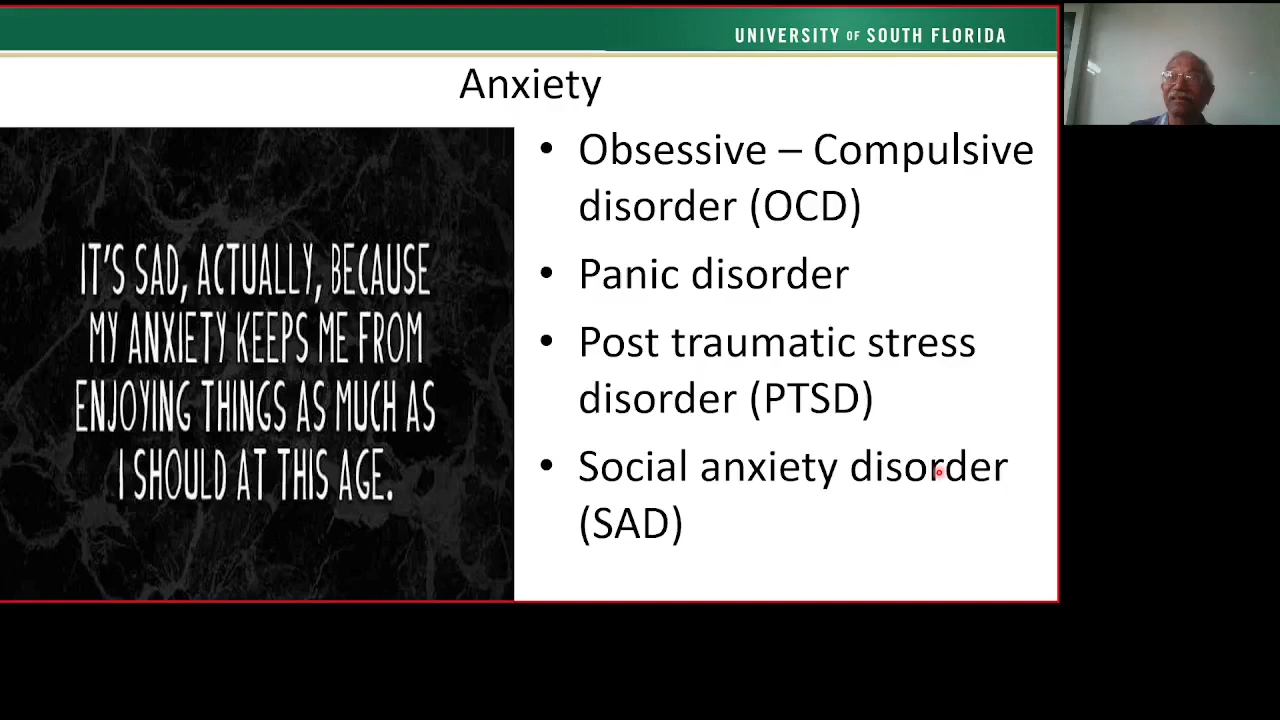 UNIVERSITY OF SOUTH FLORIDA
Anxiety
IT'S SAD, ACTUALLY, BECAUSE
MY ANXIETY KEEPS ME FROM
ENJOYING THINGS AS MUCH AS
I SHOULD AT THIS AGE.
• Obsessive – Compulsive
disorder (OCD)
• Panic disorder
• Post traumatic stress
disorder (PTSD)
• Social anxiety disorder
(SAD)